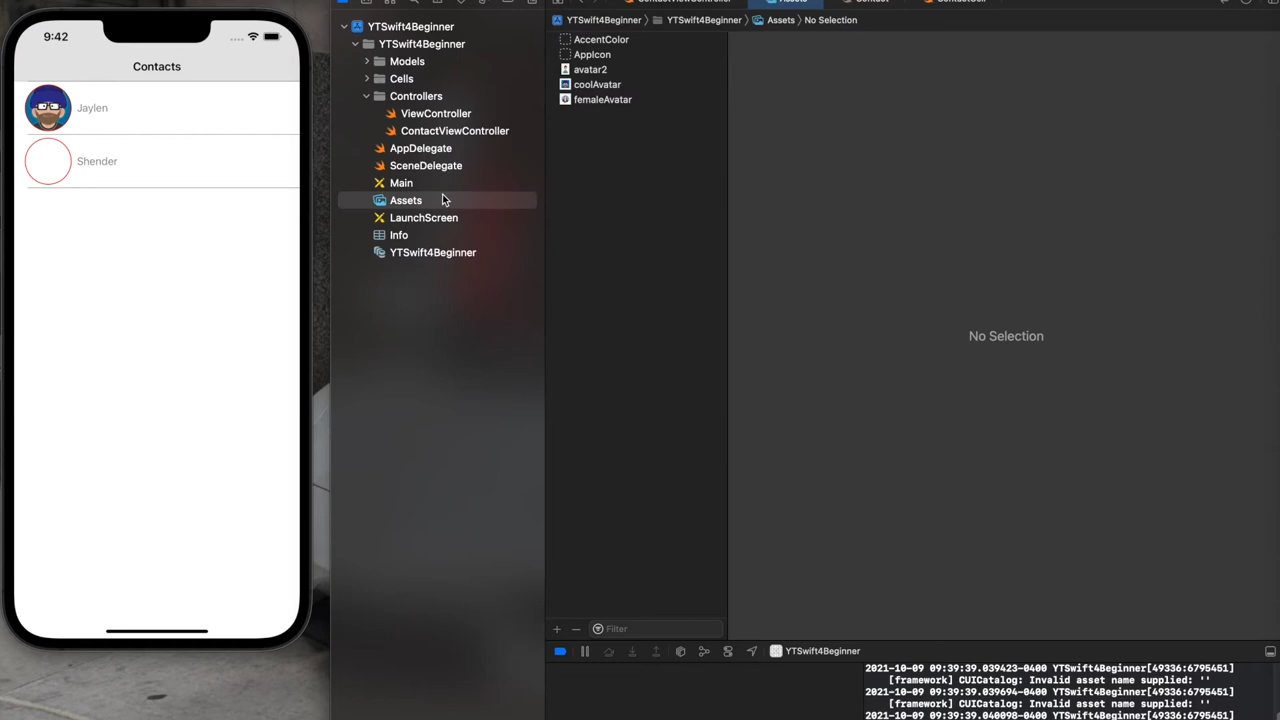 9:42
Contacts
Jaylen
Shender
YTSwift4Beginner
YTSwift4Beginner
Models
Cells
Controllers
ViewController
ContactViewController
AppDelegate
SceneDelegate
Main
Assets
LaunchScreen
Info
YTSwift4Beginner
ContactViewController
Assets
Contact
ContactCell
YTSwift4Beginner
YTSwift4Beginner
Assets
No Selection
AccentColor
AppIcon
avatar2
coolAvatar
femaleAvatar
No Selection
Filter
YTSwift4Beginner
2021-10-09 09:39:39.039423-0400 YTSwift4Beginner[49336:6795451]
[framework] CUICatalog: Invalid asset name supplied: ''
2021-10-09 09:39:39.039694-0400 YTSwift4Beginner[49336:6795451]
[framework] CUICatalog: Invalid asset name supplied: ''
2021-10-09 09:39:39.040098-0400 YTSwift4Beginner[49336:6795451]